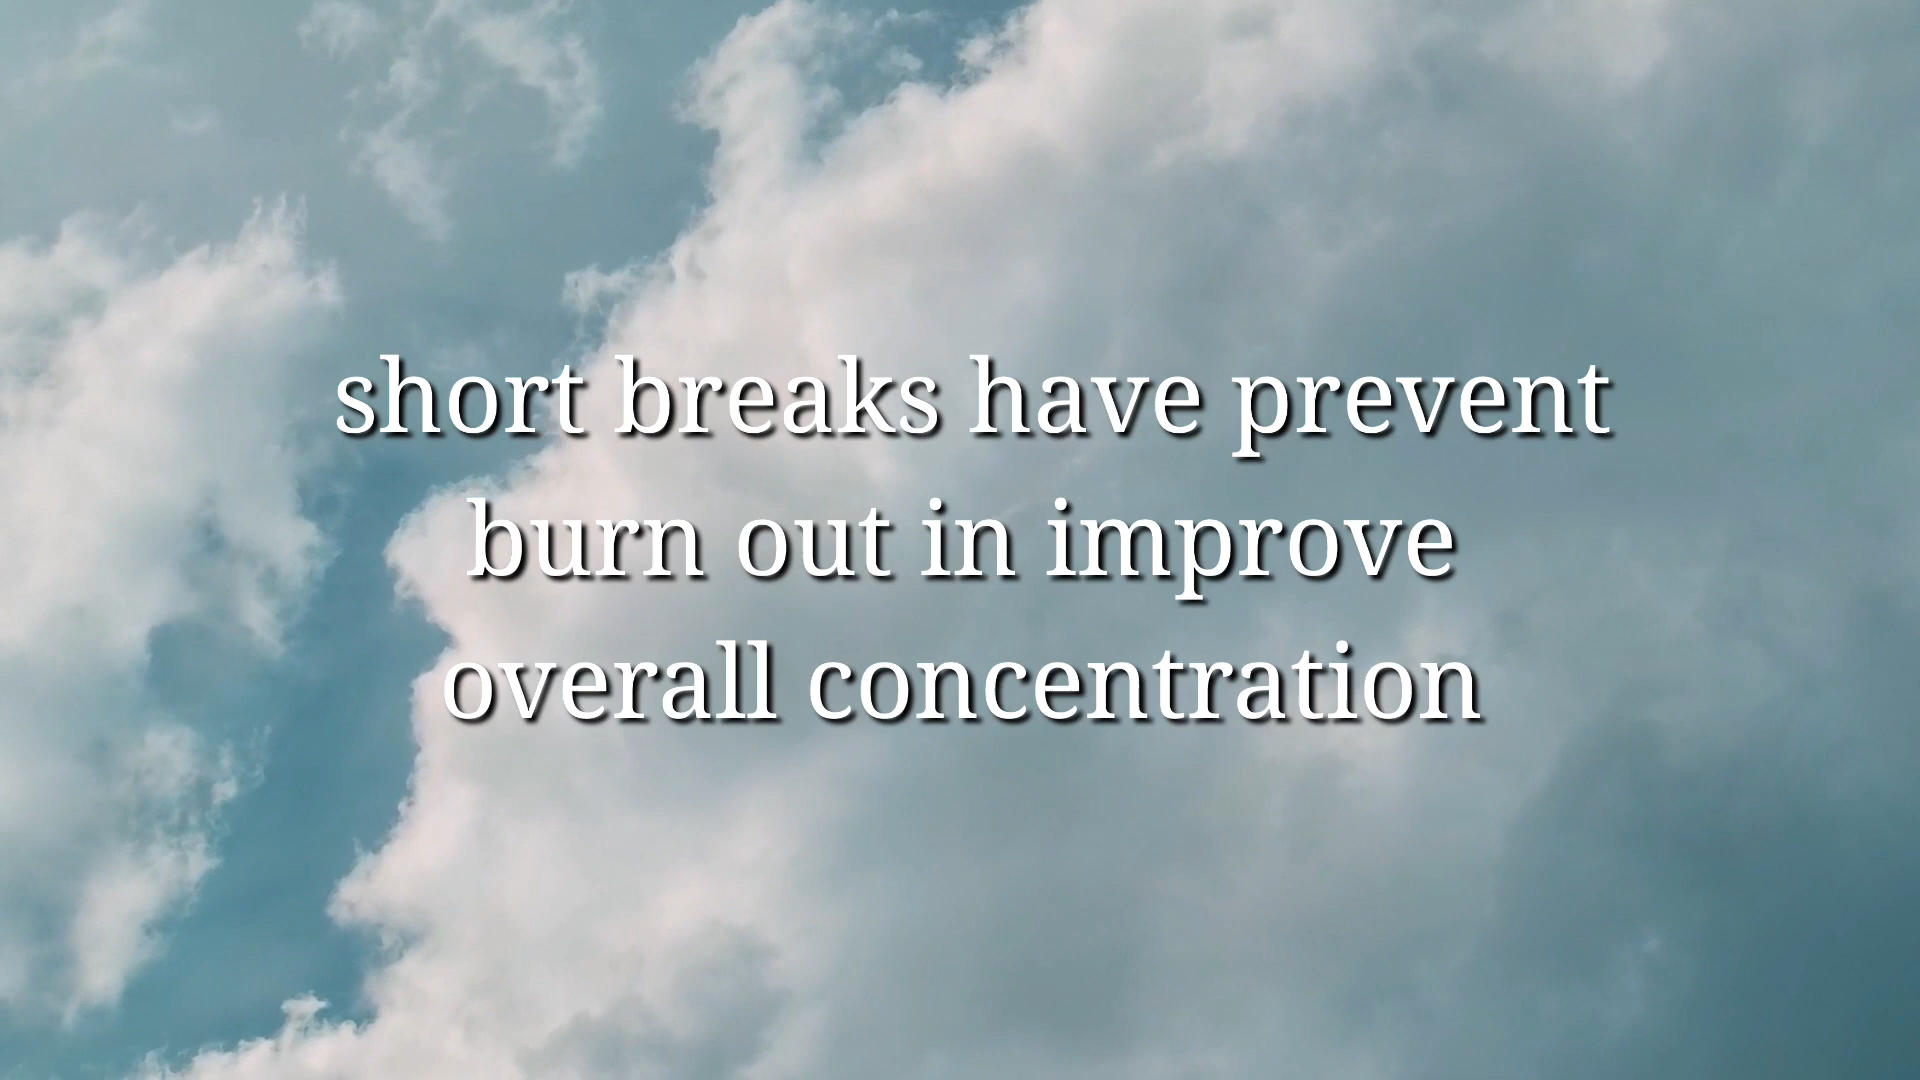 short breaks have prevent
burn out in improve
overall concentration